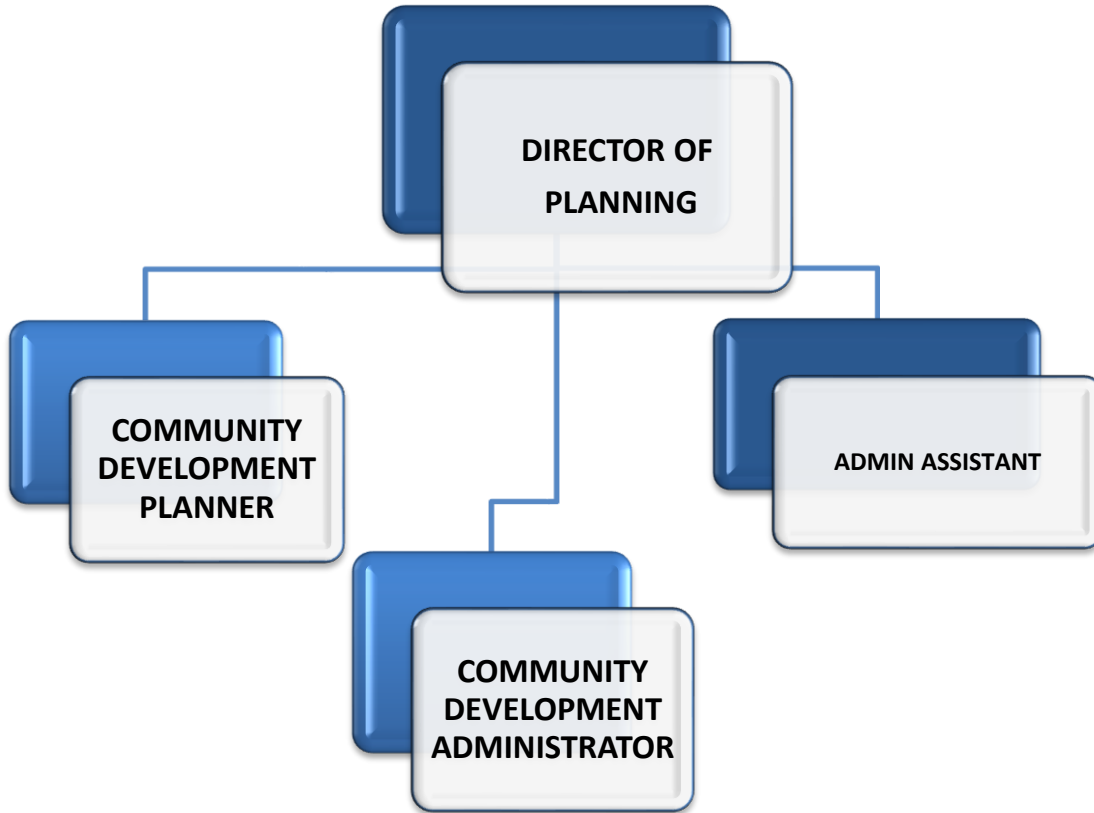 DIRECTOR OF
PLANNING
COMMUNITY
DEVELOPMENT
PLANNER
ADMIN ASSISTANT
COMMUNITY
DEVELOPMENT
ADMINISTRATOR